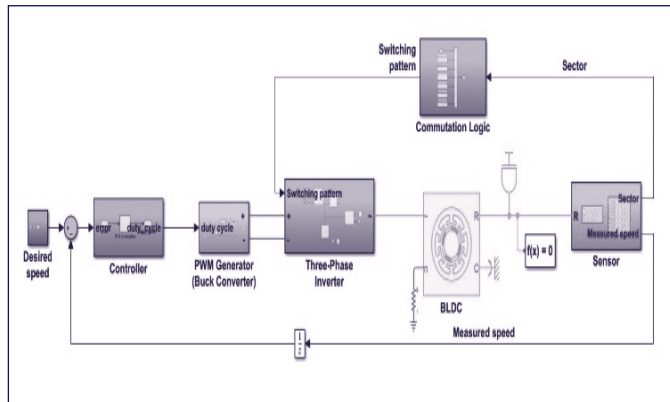 Switching
pattern
Sector
Commutation Logic
Switching pattern
Sector
error
duty_cycle
duty cycle
Measured speed
Desired
speed
Controller
PWM Generator
(Buck Converter)
Three-Phase
Inverter
R
C
BLDC
R
f(x) = 0
Sensor
Measured speed
1
z